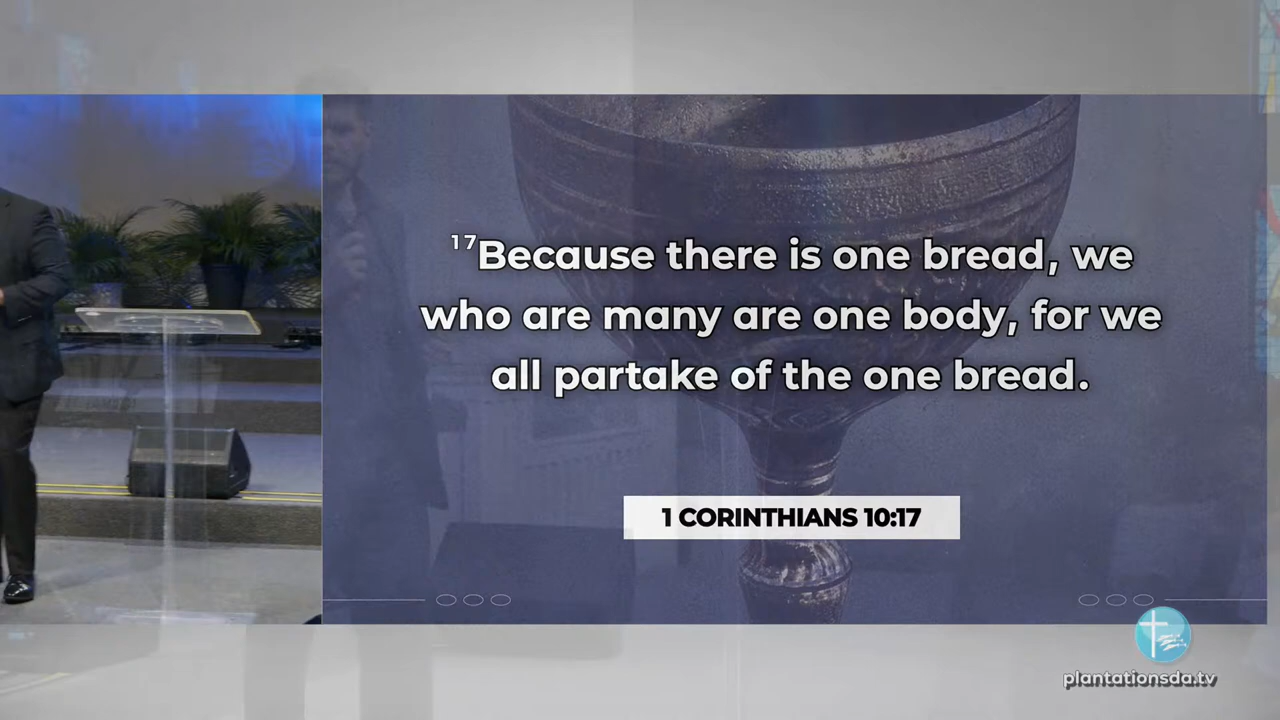 ¹⁷Because there is one bread, we
who are many are one body, for we
all partake of the one bread.
1 CORINTHIANS 10:17
plantationsda.tv